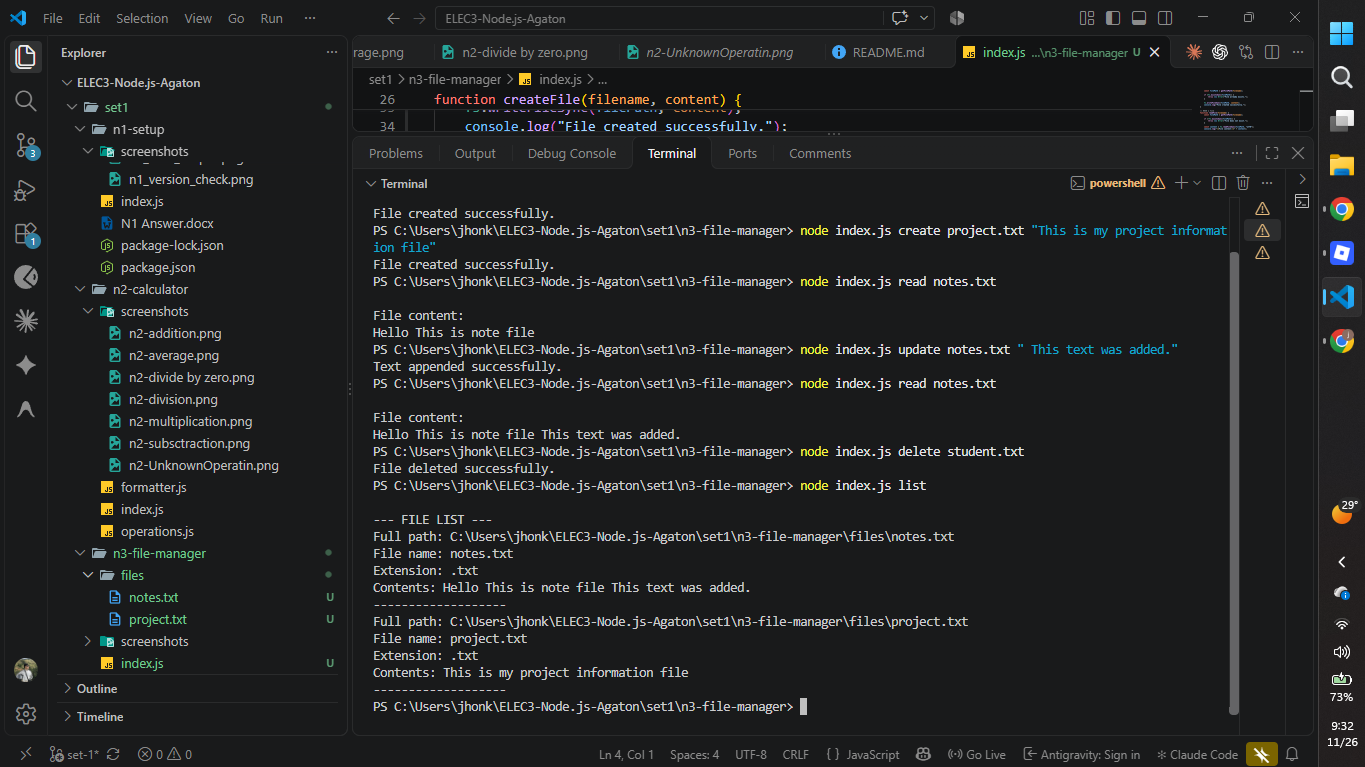 File Edit Selection View Go Run ···
ELEC3-Node.js-Agaton
Explorer ···
ELEC3-Node.js-Agaton
set1
n1-setup
screenshots
n1_version_check.png
index.js
N1 Answer.docx
package-lock.json
package.json
n2-calculator
screenshots
n2-addition.png
n2-average.png
n2-divide by zero.png
n2-division.png
n2-multiplication.png
n2-subsctraction.png
n2-UnknownOperatin.png
formatter.js
index.js
operations.js
n3-file-manager
files
notes.txt U
project.txt U
screenshots
index.js U
Outline
Timeline
3
1
rage.png n2-divide by zero.png n2-UnknownOperatin.png README.md index.js ...\n3-file-manager U
set1 > n3-file-manager > index.js > ...
26 function createFile(filename, content) {
34 console.log("File created successfully.");
Problems Output Debug Console Terminal Ports Comments
Terminal
powershell
File created successfully.
PS C:\Users\jhonk\ELEC3-Node.js-Agaton\set1\n3-file-manager> node index.js create project.txt "This is my project informat
ion file"
File created successfully.
PS C:\Users\jhonk\ELEC3-Node.js-Agaton\set1\n3-file-manager> node index.js read notes.txt
File content:
Hello This is note file
PS C:\Users\jhonk\ELEC3-Node.js-Agaton\set1\n3-file-manager> node index.js update notes.txt " This text was added."
Text appended successfully.
PS C:\Users\jhonk\ELEC3-Node.js-Agaton\set1\n3-file-manager> node index.js read notes.txt
File content:
Hello This is note file This text was added.
PS C:\Users\jhonk\ELEC3-Node.js-Agaton\set1\n3-file-manager> node index.js delete student.txt
File deleted successfully.
PS C:\Users\jhonk\ELEC3-Node.js-Agaton\set1\n3-file-manager> node index.js list
--- FILE LIST ---
Full path: C:\Users\jhonk\ELEC3-Node.js-Agaton\set1\n3-file-manager\files\notes.txt
File name: notes.txt
Extension: .txt
Contents: Hello This is note file This text was added.
-------------------
Full path: C:\Users\jhonk\ELEC3-Node.js-Agaton\set1\n3-file-manager\files\project.txt
File name: project.txt
Extension: .txt
Contents: This is my project information file
-------------------
PS C:\Users\jhonk\ELEC3-Node.js-Agaton\set1\n3-file-manager>
set-1* 0 0 Ln 4, Col 1 Spaces: 4 UTF-8 CRLF { } JavaScript Go Live Antigravity: Sign in Claude Code
29°
73%
9:32
11/26